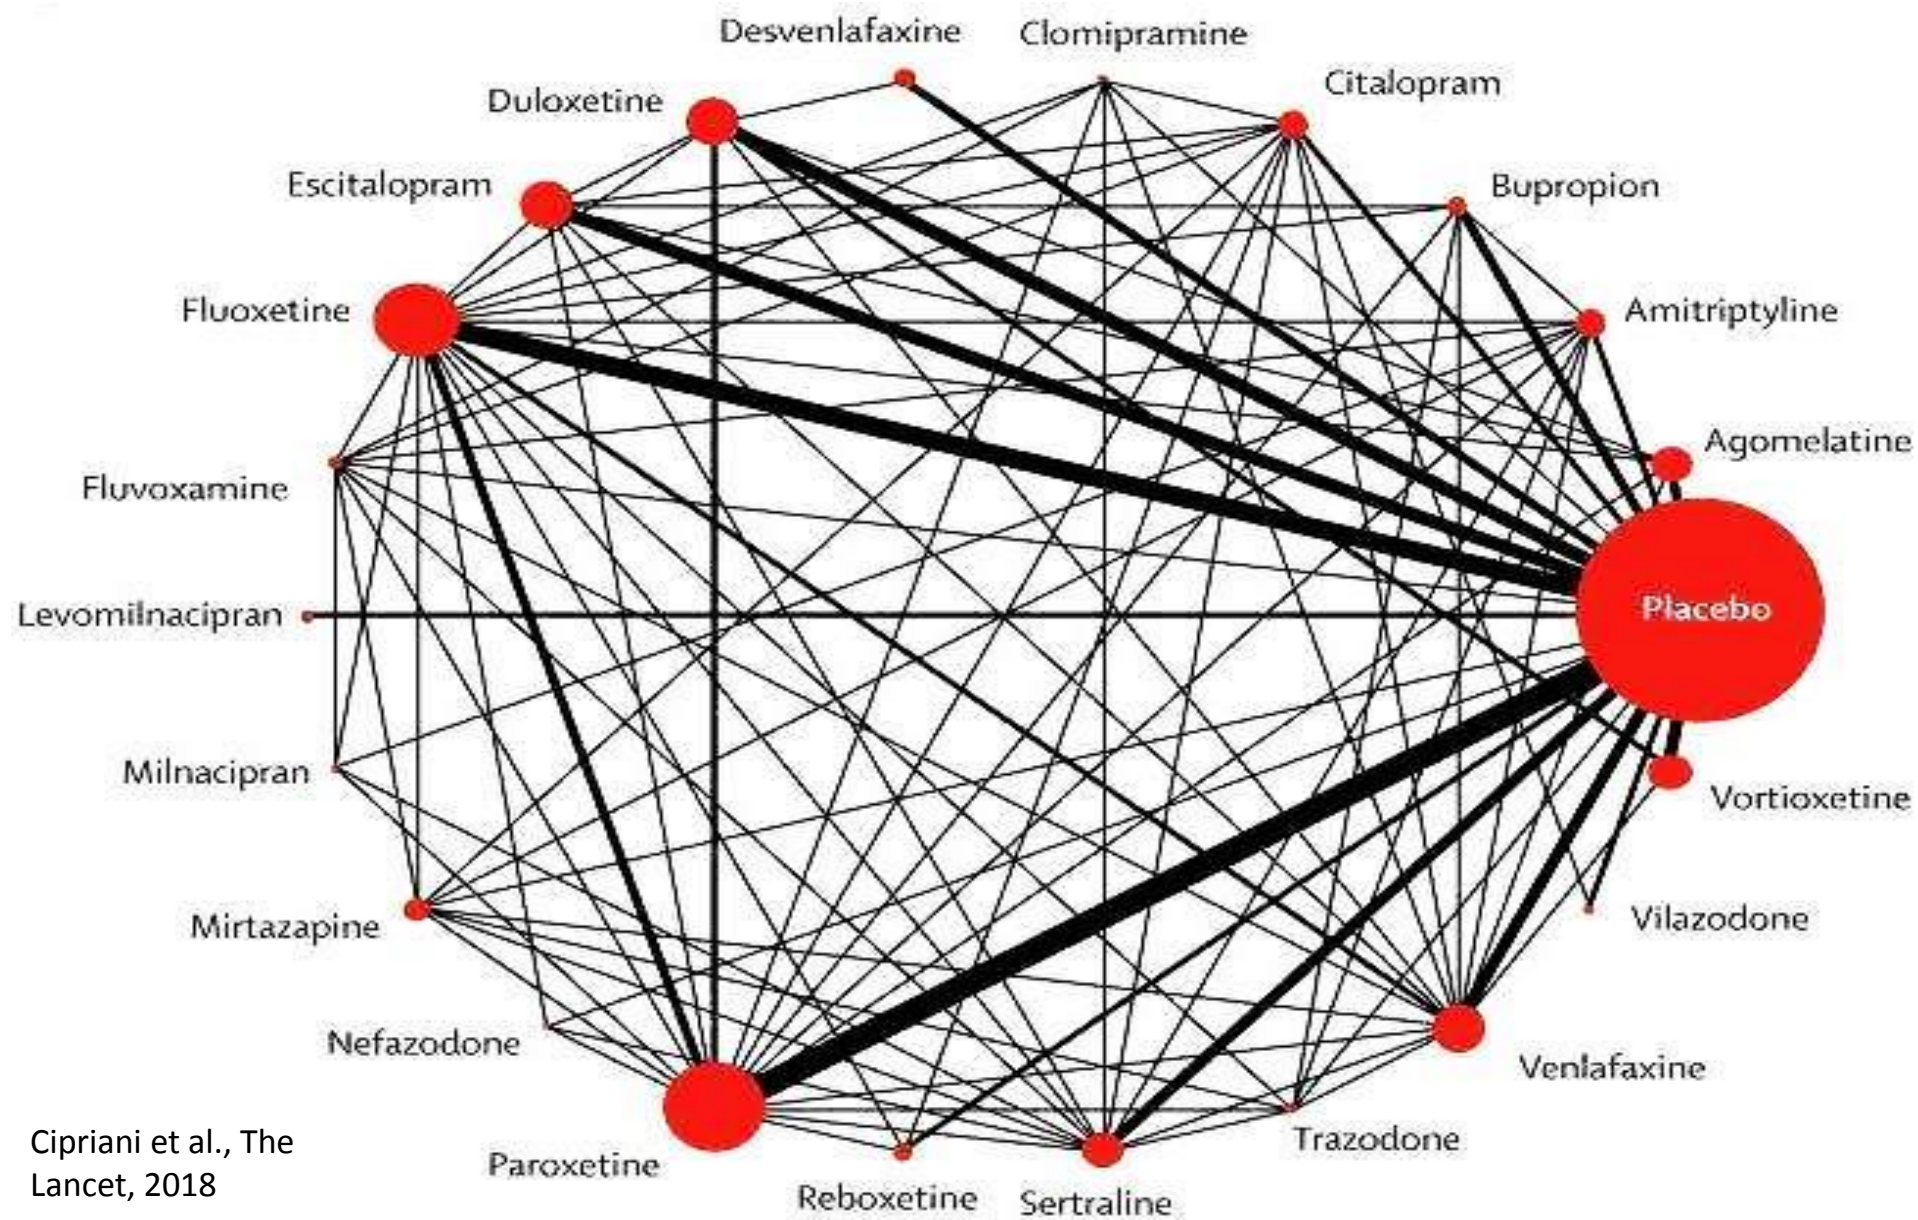 Desvenlafaxine
Clomipramine
Duloxetine
Citalopram
Escitalopram
Bupropion
Fluoxetine
Amitriptyline
Agomelatine
Fluvoxamine
Levomilnacipran
Placebo
Milnacipran
Vortioxetine
Mirtazapine
Vilazodone
Nefazodone
Venlafaxine
Paroxetine
Trazodone
Reboxetine
Sertraline
Cipriani et al., The
Lancet, 2018